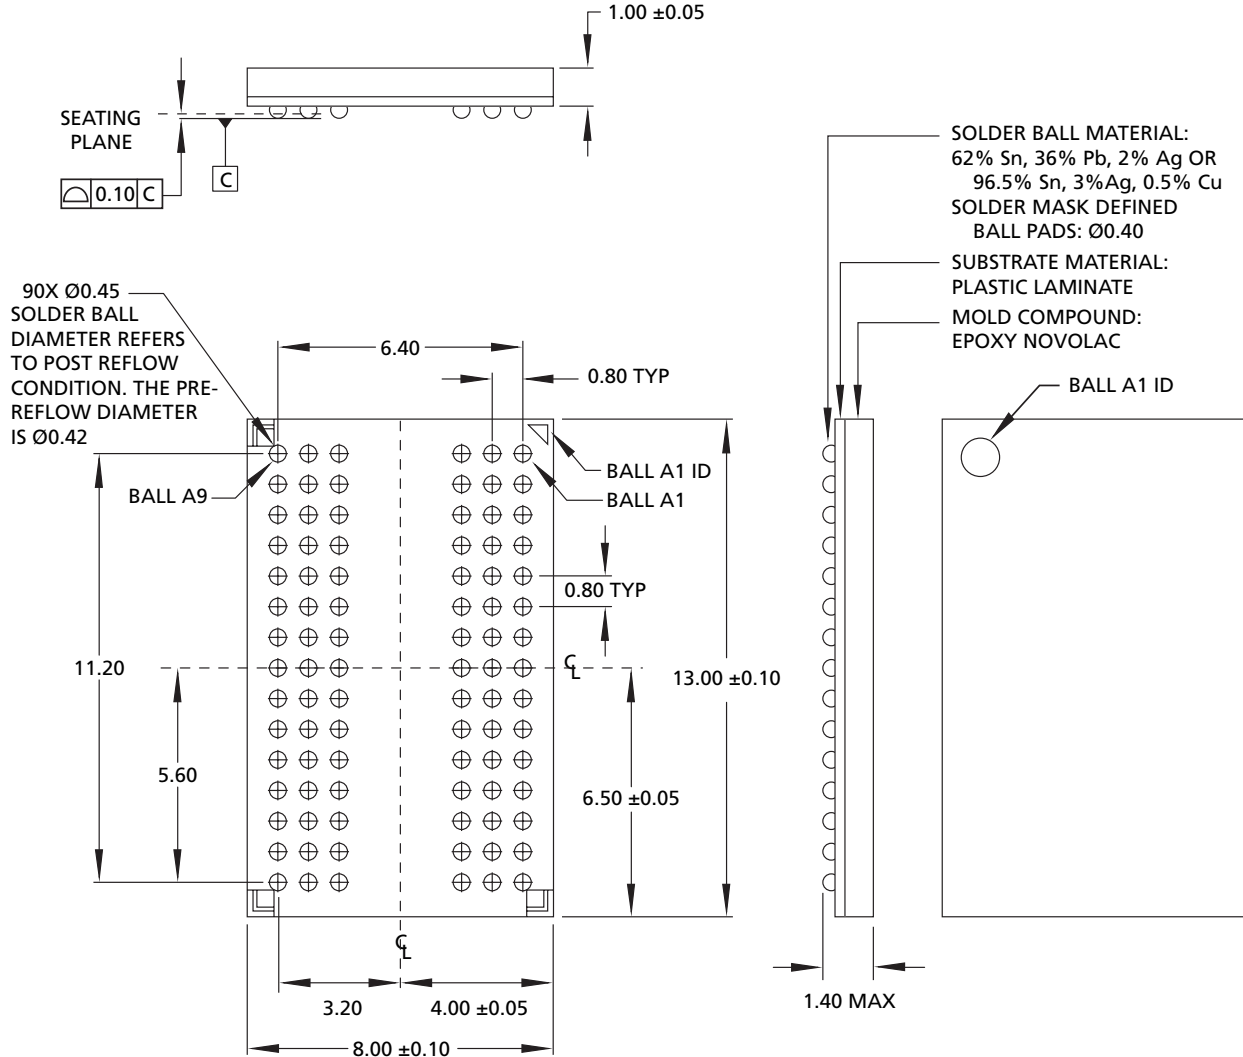 1.00 ±0.05
SEATING
PLANE
0.10 C
C
SOLDER BALL MATERIAL:
62% Sn, 36% Pb, 2% Ag OR
96.5% Sn, 3%Ag, 0.5% Cu
SOLDER MASK DEFINED
BALL PADS: Ø0.40
SUBSTRATE MATERIAL:
PLASTIC LAMINATE
MOLD COMPOUND:
EPOXY NOVOLAC
BALL A1 ID
90X Ø0.45
SOLDER BALL
DIAMETER REFERS
TO POST REFLOW
CONDITION. THE PRE-
REFLOW DIAMETER
IS Ø0.42
6.40
0.80 TYP
BALL A9
BALL A1 ID
BALL A1
0.80 TYP
11.20
CL
13.00 ±0.10
5.60
6.50 ±0.05
CL
3.20
4.00 ±0.05
8.00 ±0.10
1.40 MAX